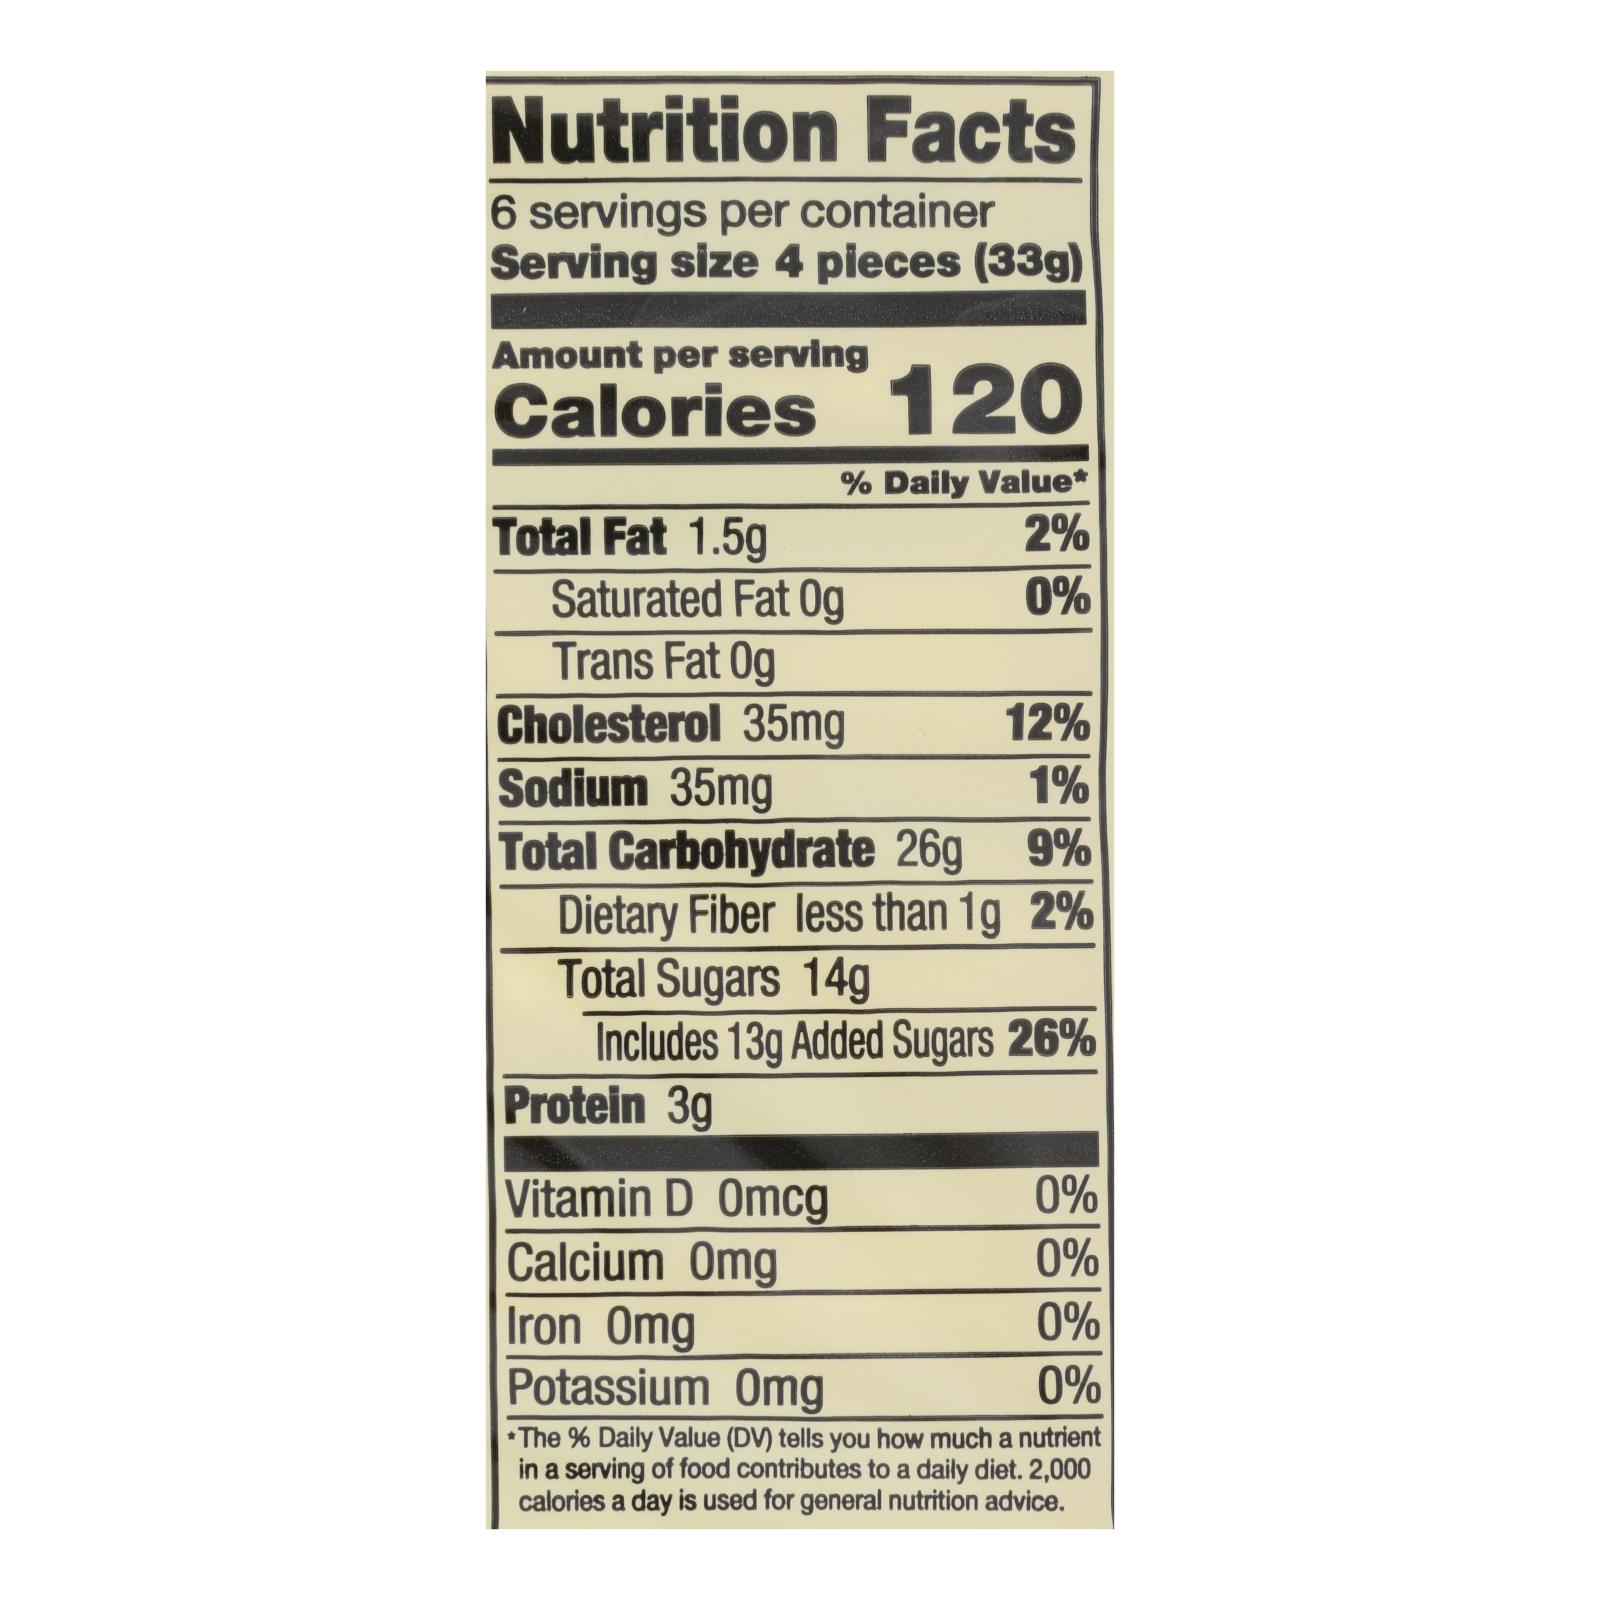 Nutrition Facts
6 servings per container
Serving size 4 pieces (33g)
Amount per serving
Calories 120
% Daily Value*
Total Fat 1.5g 2%
Saturated Fat 0g 0%
Trans Fat 0g
Cholesterol 35mg 12%
Sodium 35mg 1%
Total Carbohydrate 26g 9%
Dietary Fiber less than 1g 2%
Total Sugars 14g
Includes 13g Added Sugars 26%
Protein 3g
Vitamin D 0mcg 0%
Calcium 0mg 0%
Iron 0mg 0%
Potassium 0mg 0%
*The % Daily Value (DV) tells you how much a nutrient
in a serving of food contributes to a daily diet. 2,000
calories a day is used for general nutrition advice.